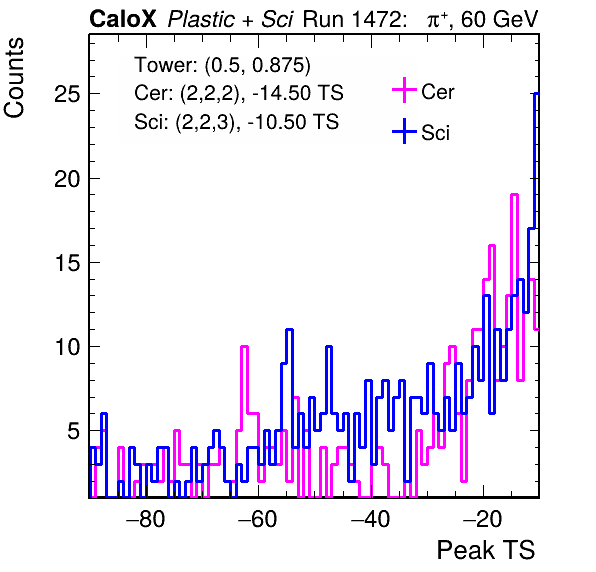 CaloX Plastic + Sci Run 1472: π⁺, 60 GeV
Counts
Tower: (0.5, 0.875)
Cer: (2,2,2), -14.50 TS
Sci: (2,2,3), -10.50 TS
Cer
Sci
25
20
15
10
5
−80 −60 −40 −20
Peak TS